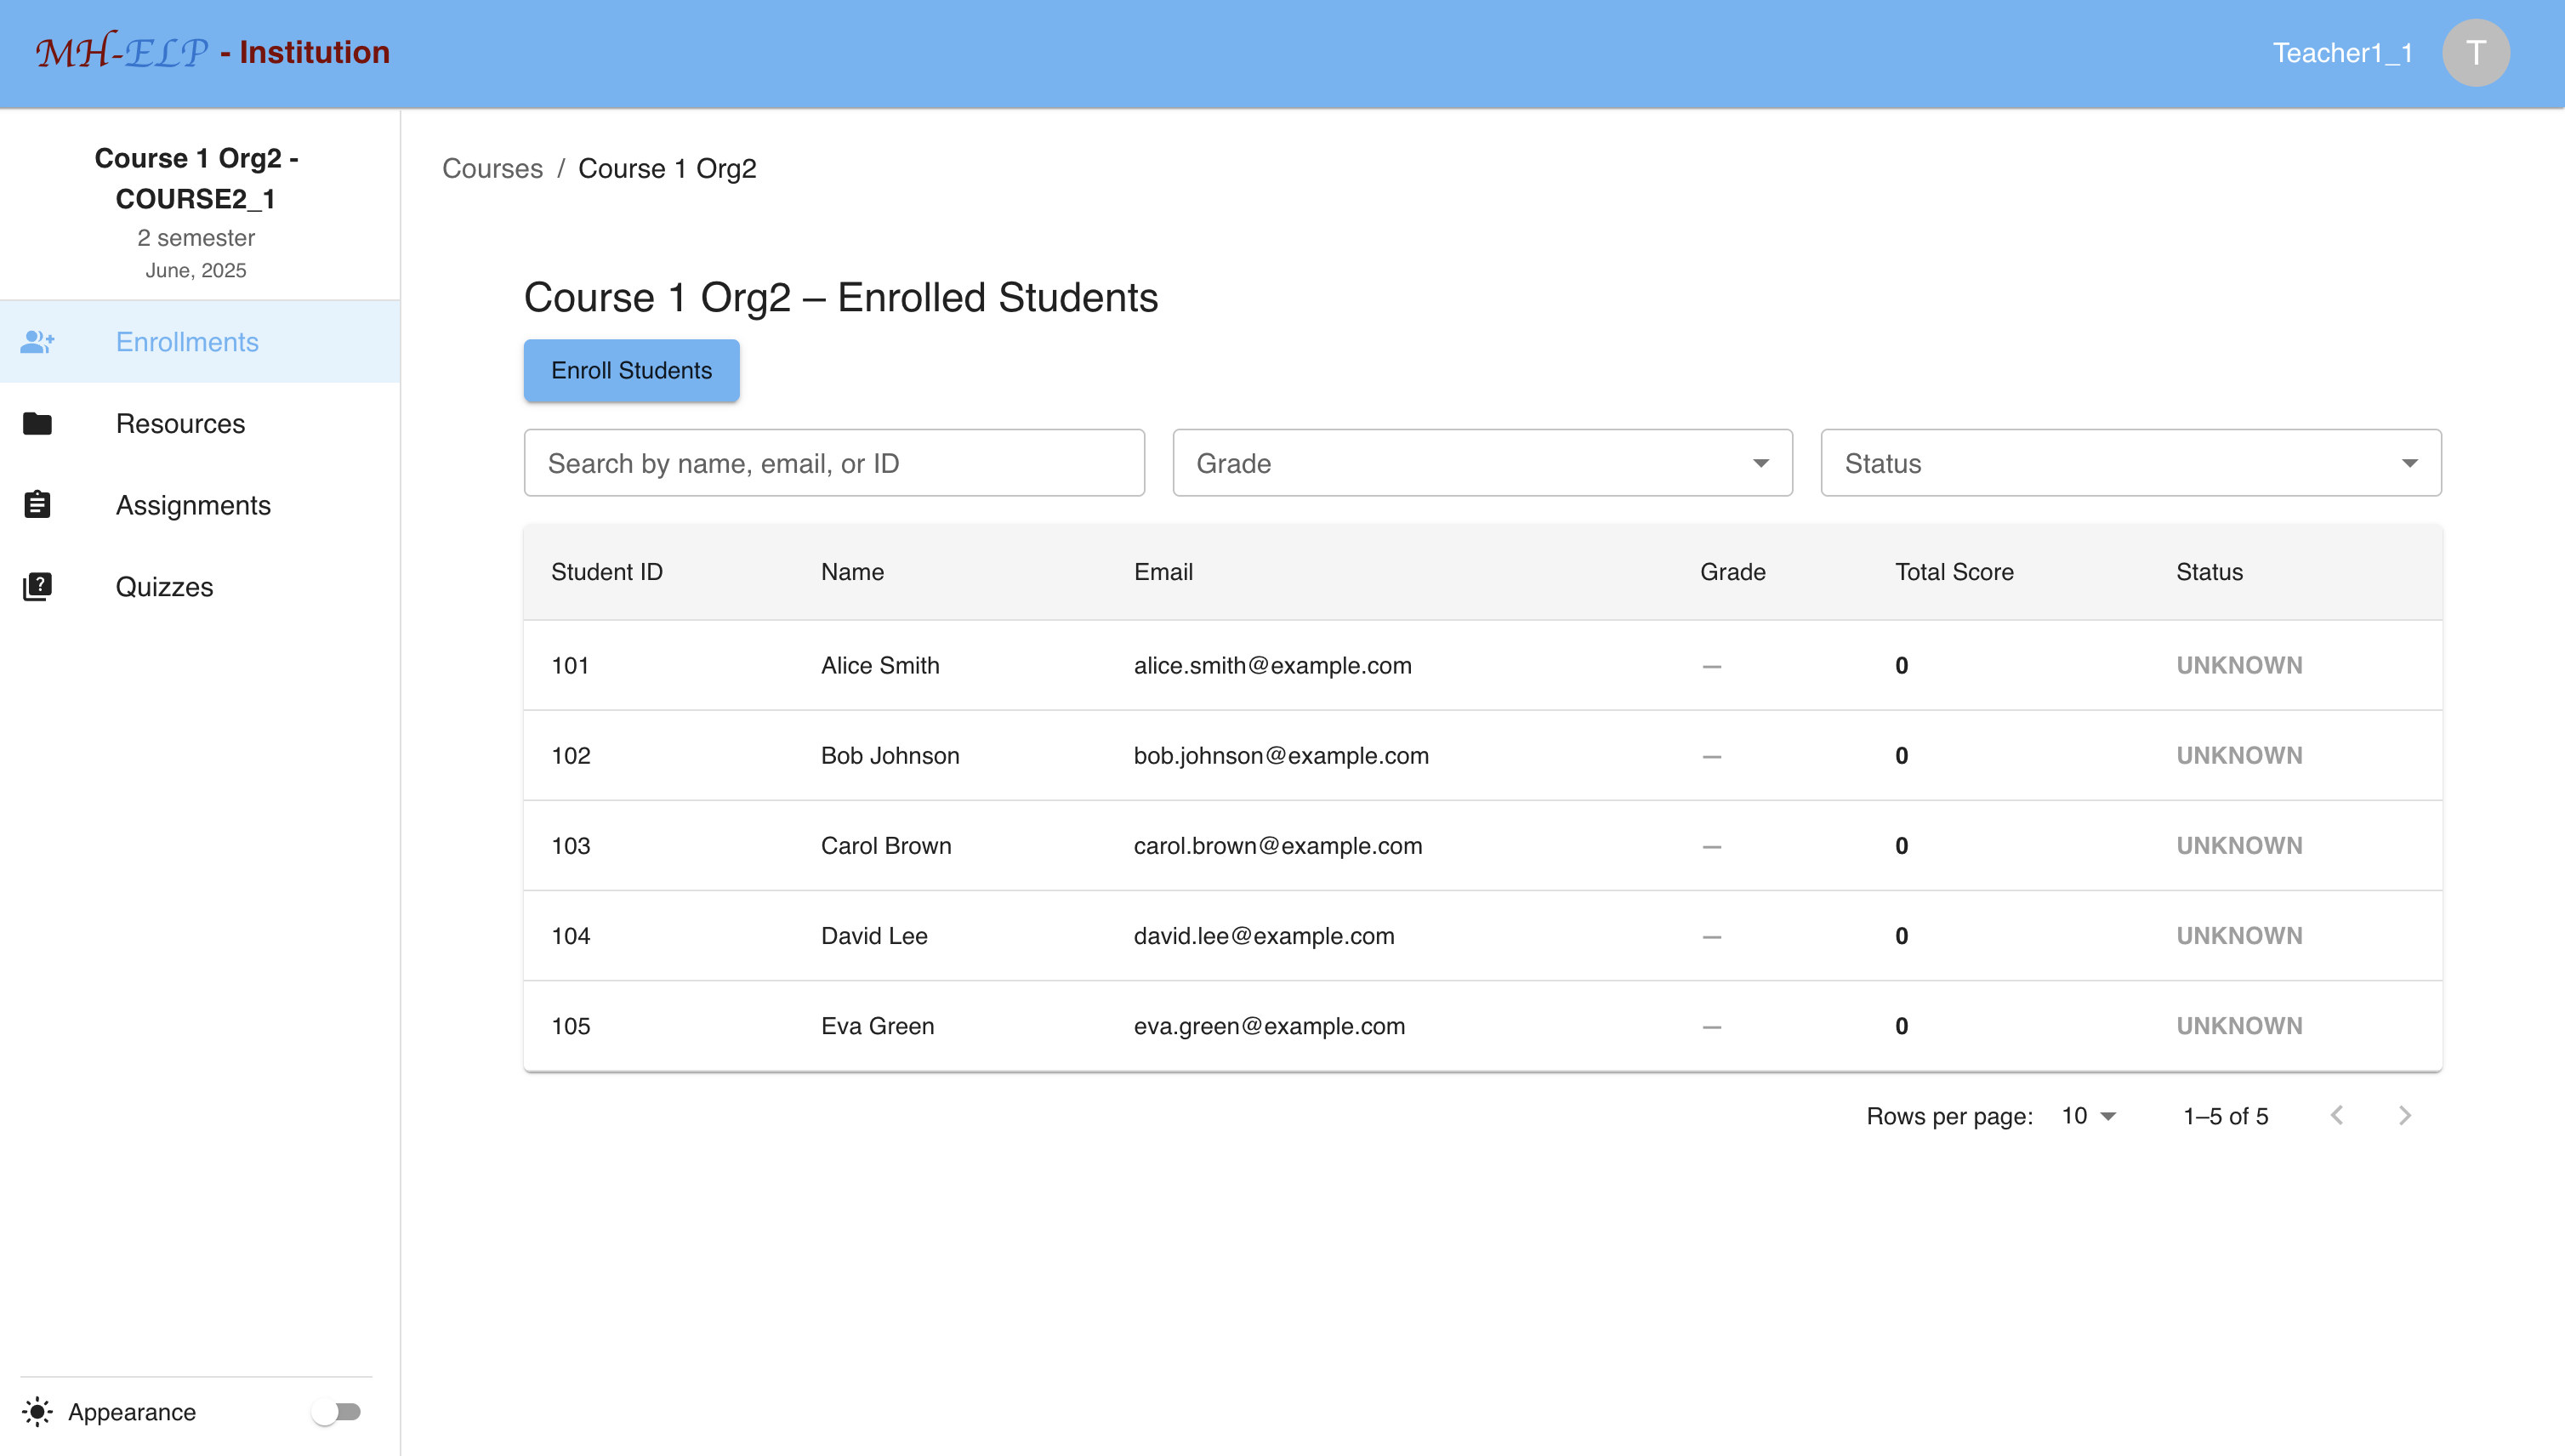 MH-ELP - Institution
Teacher1_1
T
Course 1 Org2 -
COURSE2_1
2 semester
June, 2025
Enrollments
Resources
Assignments
Quizzes
Appearance
Courses / Course 1 Org2
Course 1 Org2 – Enrolled Students
Enroll Students
Search by name, email, or ID
Grade
Status
Student ID Name Email Grade Total Score Status
101 Alice Smith alice.smith@example.com — 0 UNKNOWN
102 Bob Johnson bob.johnson@example.com — 0 UNKNOWN
103 Carol Brown carol.brown@example.com — 0 UNKNOWN
104 David Lee david.lee@example.com — 0 UNKNOWN
105 Eva Green eva.green@example.com — 0 UNKNOWN
Rows per page: 10 1–5 of 5